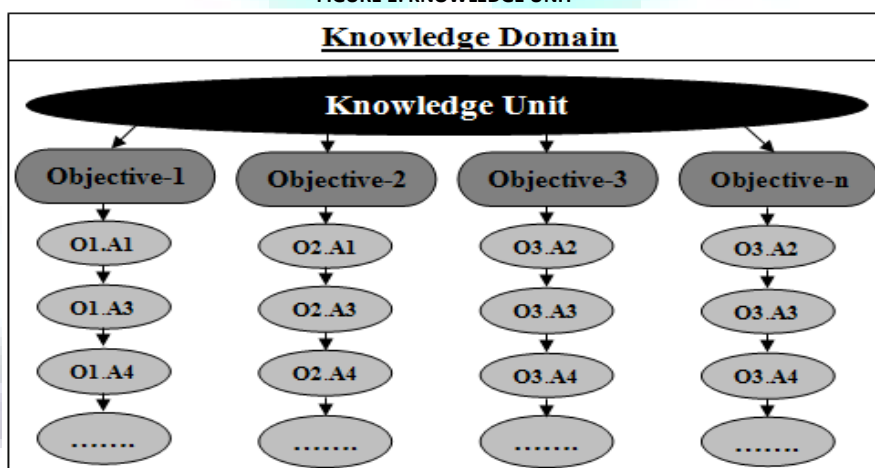 Knowledge Domain
Knowledge Unit
Objective-1 Objective-2 Objective-3 Objective-n
O1.A1 O2.A1 O3.A2 O3.A2
O1.A3 O2.A3 O3.A3 O3.A3
O1.A4 O2.A4 O3.A4 O3.A4
……. ……. ……. …….